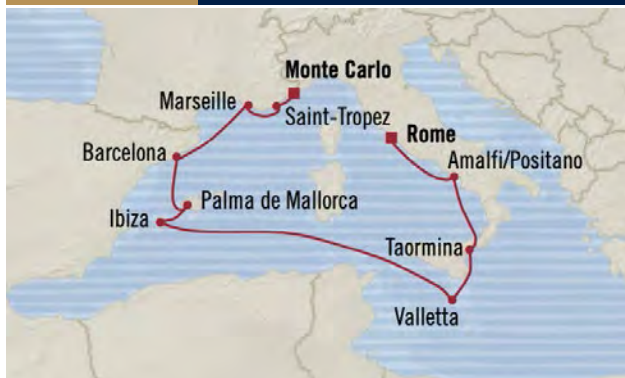 Monte Carlo
Marseille
Saint-Tropez
Rome
Barcelona
Amalfi/Positano
Palma de Mallorca
Ibiza
Taormina
Valletta